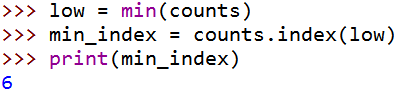 >>> low = min(counts)
>>> min_index = counts.index(low)
>>> print(min_index)
6